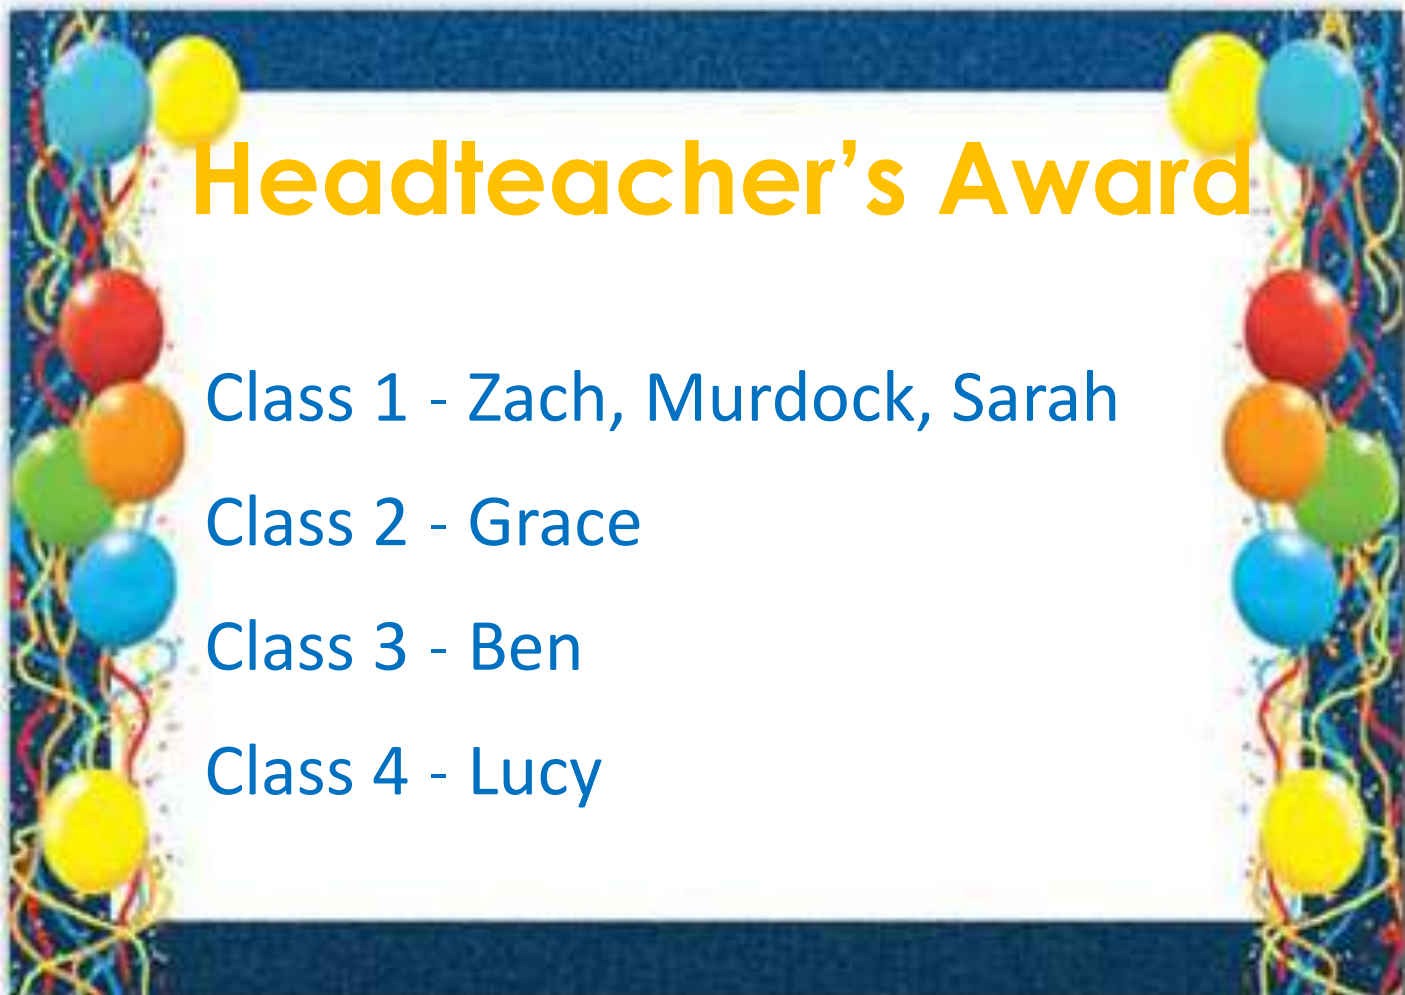 Headteacher’s Award
Class 1 - Zach, Murdock, Sarah
Class 2 - Grace
Class 3 - Ben
Class 4 - Lucy